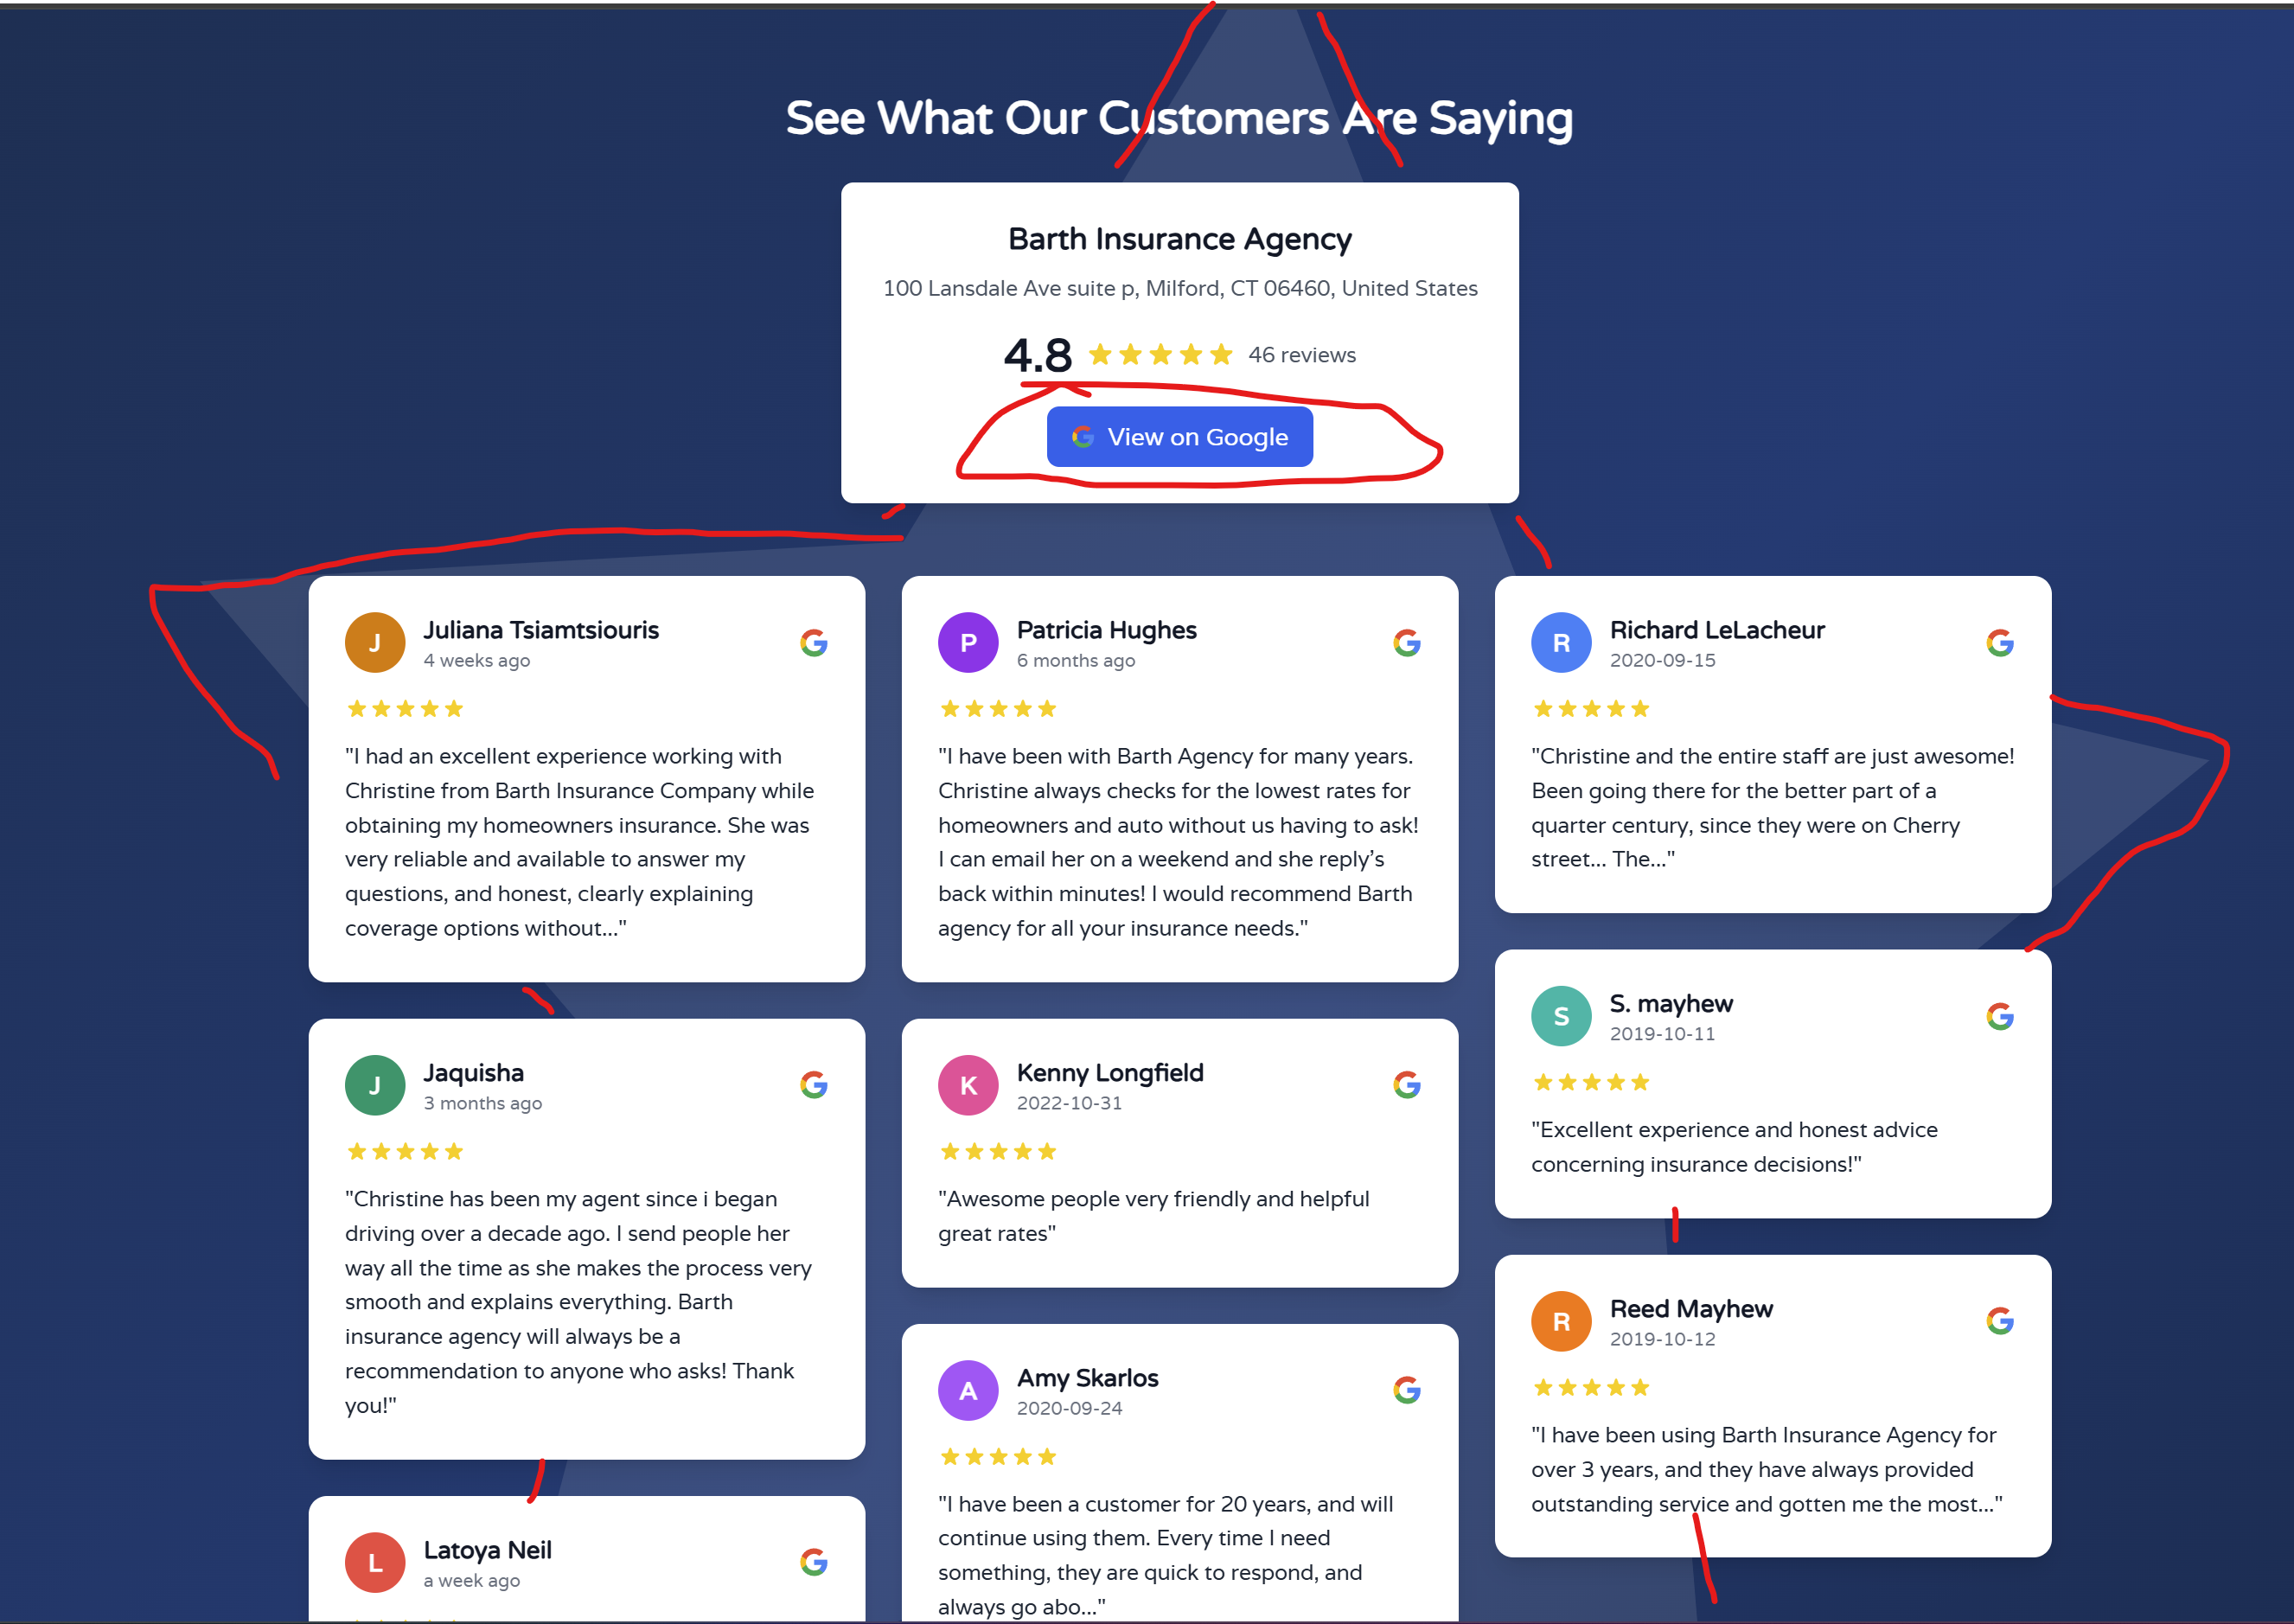 See What Our Customers Are Saying
Barth Insurance Agency
100 Lansdale Ave suite p, Milford, CT 06460, United States
4.8 46 reviews
View on Google
J Juliana Tsiamtsiouris
4 weeks ago
"I had an excellent experience working with
Christine from Barth Insurance Company while
obtaining my homeowners insurance. She was
very reliable and available to answer my
questions, and honest, clearly explaining
coverage options without..."
J Jaquisha
3 months ago
"Christine has been my agent since i began
driving over a decade ago. I send people her
way all the time as she makes the process very
smooth and explains everything. Barth
insurance agency will always be a
recommendation to anyone who asks! Thank
you!"
L Latoya Neil
a week ago
P Patricia Hughes
6 months ago
"I have been with Barth Agency for many years.
Christine always checks for the lowest rates for
homeowners and auto without us having to ask!
I can email her on a weekend and she reply’s
back within minutes! I would recommend Barth
agency for all your insurance needs."
K Kenny Longfield
2022-10-31
"Awesome people very friendly and helpful
great rates"
A Amy Skarlos
2020-09-24
"I have been a customer for 20 years, and will
continue using them. Every time I need
something, they are quick to respond, and
always go abo..."
R Richard LeLacheur
2020-09-15
"Christine and the entire staff are just awesome!
Been going there for the better part of a
quarter century, since they were on Cherry
street... The..."
S S. mayhew
2019-10-11
"Excellent experience and honest advice
concerning insurance decisions!"
R Reed Mayhew
2019-10-12
"I have been using Barth Insurance Agency for
over 3 years, and they have always provided
outstanding service and gotten me the most..."